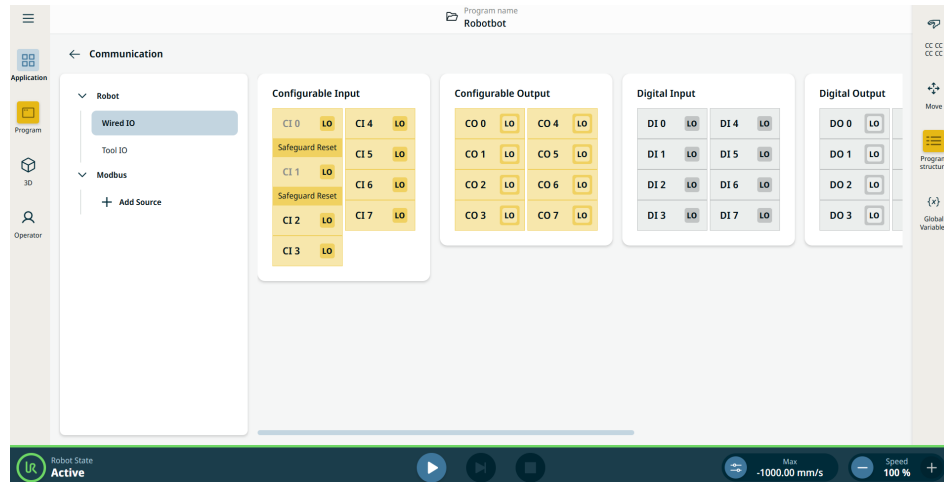 Program name
Robotbot
Application
Program
3D
Operator
Communication
Robot
Wired IO
Tool IO
Modbus
Add Source
Configurable Input
CI 0 LO CI 4 LO
Safeguard Reset
CI 5 LO
CI 1 LO
CI 6 LO
Safeguard Reset
CI 2 LO CI 7 LO
CI 3 LO
Configurable Output
CO 0 LO CO 4 LO
CO 1 LO CO 5 LO
CO 2 LO CO 6 LO
CO 3 LO CO 7 LO
Digital Input
DI 0 LO DI 4 LO
DI 1 LO DI 5 LO
DI 2 LO DI 6 LO
DI 3 LO DI 7 LO
Digital Output
DO 0 LO
DO 1 LO
DO 2 LO
DO 3 LO
CC CC
CC CC
Move
Program
structur
{x}
Global
Variable
Robot State
Active
Max
-1000.00 mm/s
Speed
100 %